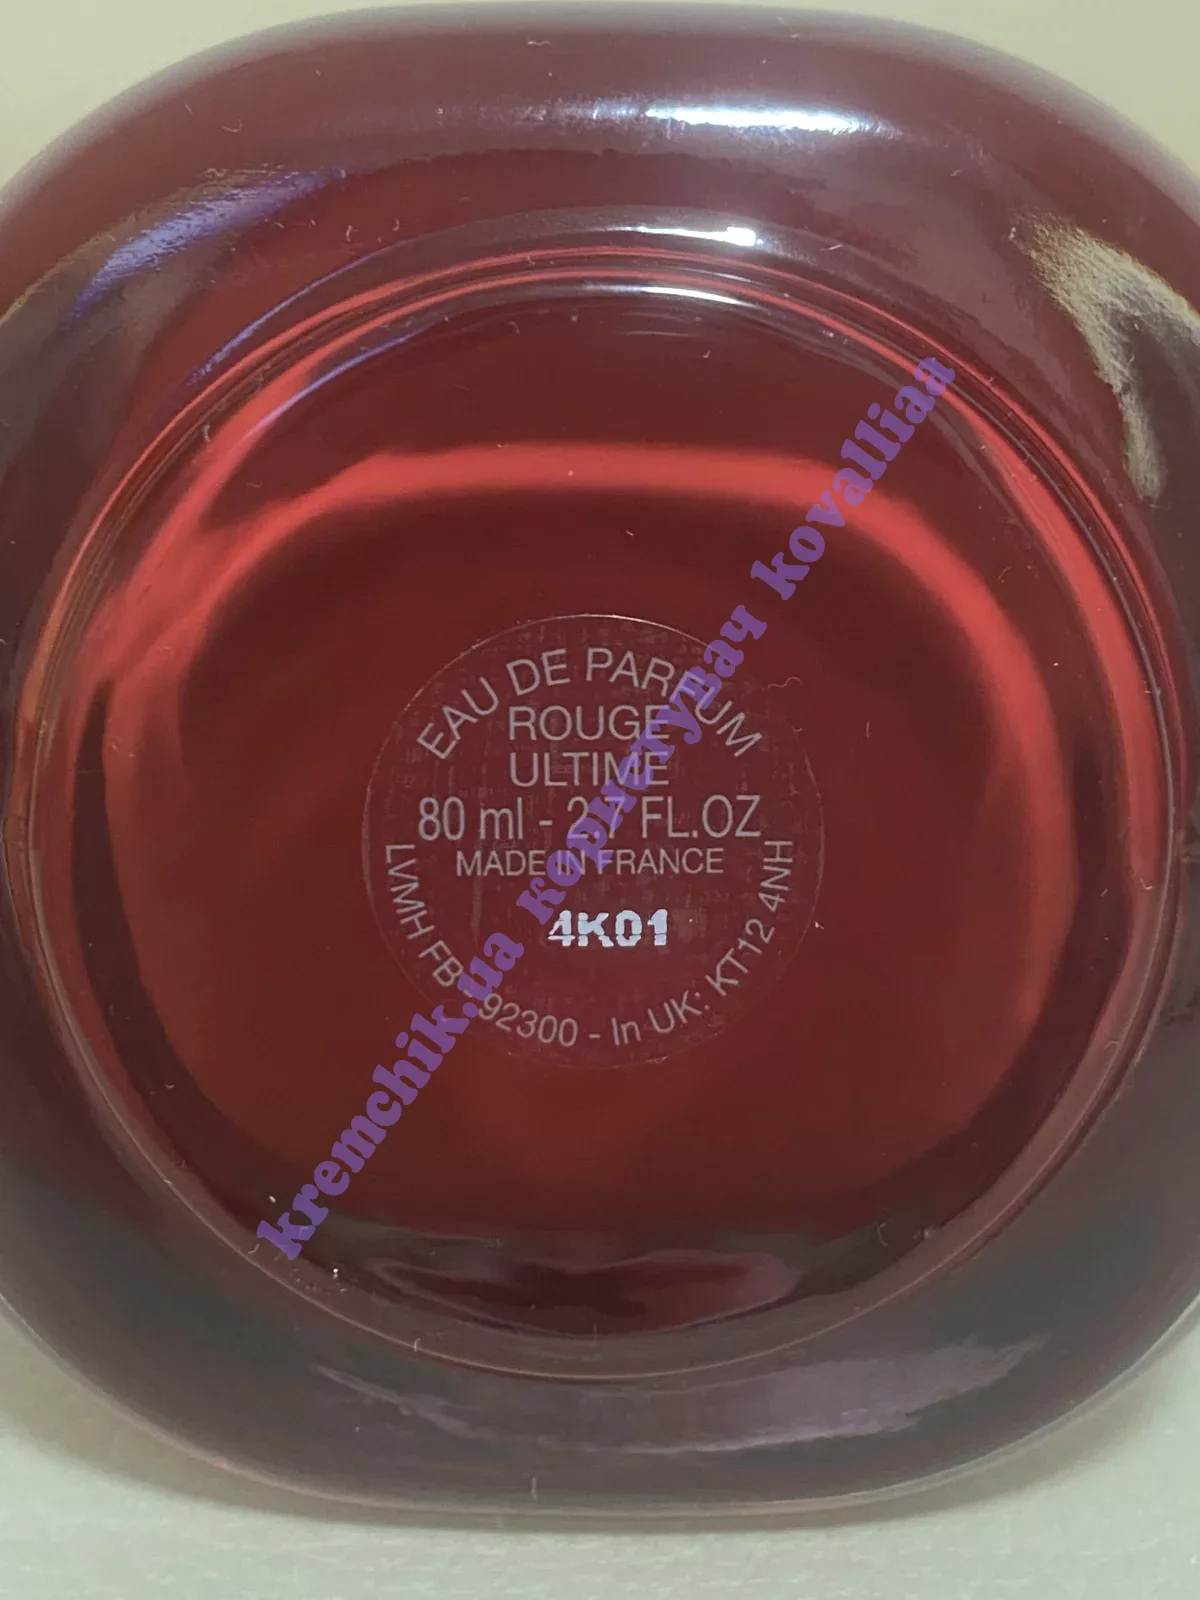 EAU DE PARFUM
ROUGE
ULTIME
80 ml - 2.7 FL.OZ
MADE IN FRANCE
4K01
LVMH FB - 92300 - In UK: KT12 4NH
kremchik.ua користувач kovalliaa